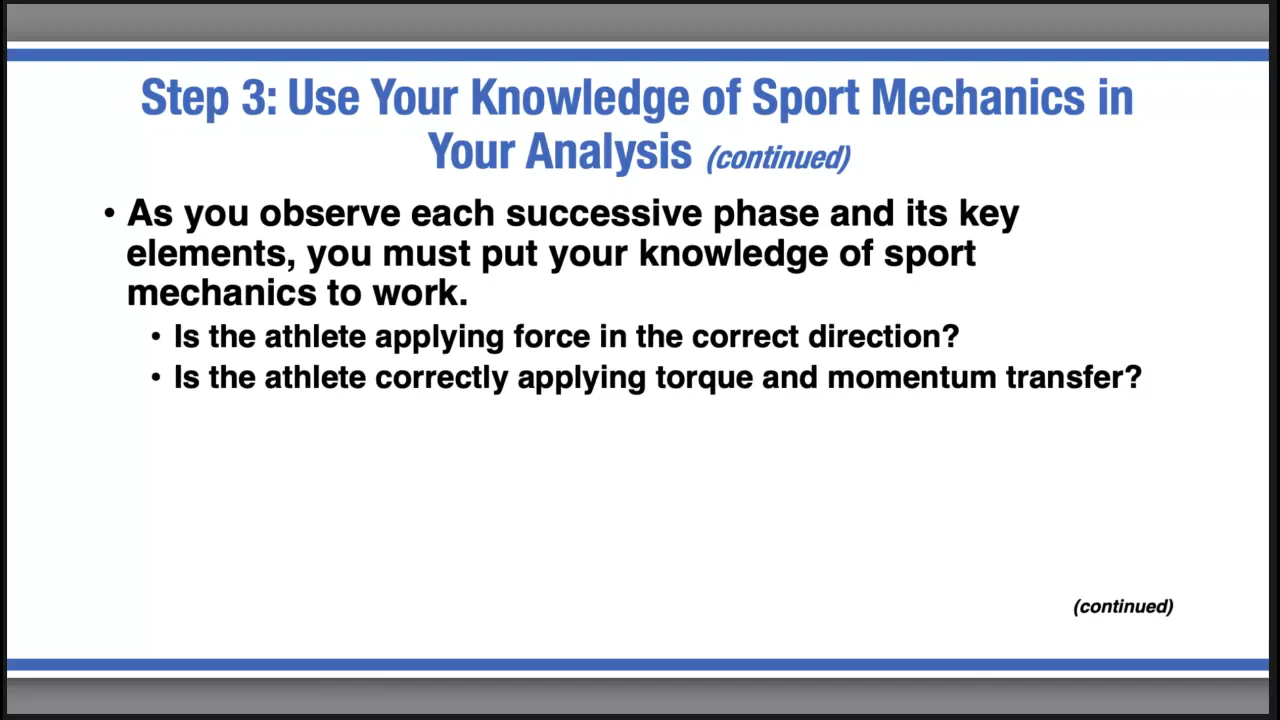 Step 3: Use Your Knowledge of Sport Mechanics in
Your Analysis (continued)
• As you observe each successive phase and its key
elements, you must put your knowledge of sport
mechanics to work.
• Is the athlete applying force in the correct direction?
• Is the athlete correctly applying torque and momentum transfer?
(continued)